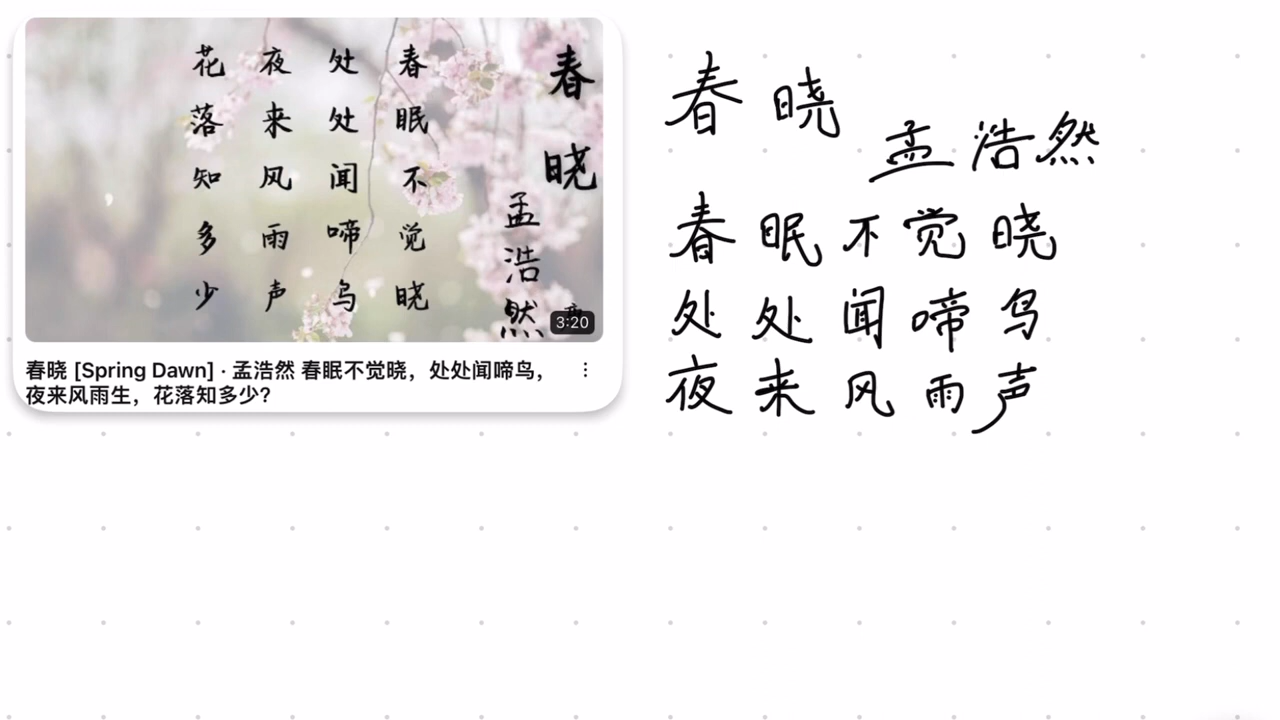 春晓
孟浩然
春眠不觉晓
处处闻啼鸟
夜来风雨声
花落知多少
3:20
春晓 [Spring Dawn] · 孟浩然 春眠不觉晓，处处闻啼鸟，
夜来风雨生，花落知多少？
春晓
孟浩然
春眠不觉晓
处处闻啼鸟
夜来风雨声